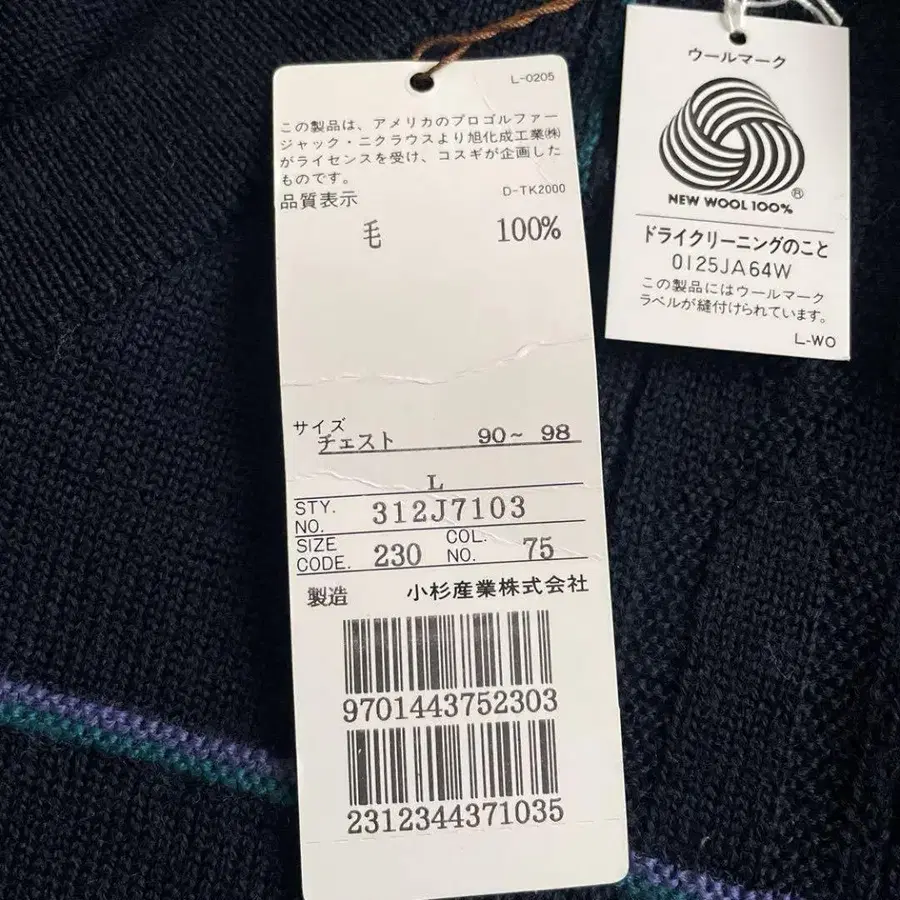 L-0205
この製品は、アメリカのプロゴルファー
ジャック・ニクラウスより旭化成工業㈱
がライセンスを受け、コスギが企画した
ものです。
D-TK2000
品質表示
毛 100%
サイズ
チェスト 90~ 98
L
STY. NO. 312J7103
SIZE CODE. 230 COL. NO. 75
製造 小杉産業株式会社
9701443752303
2312344371035
ウールマーク
®
NEW WOOL 100%
ドライクリーニングのこと
0125JA64W
この製品にはウールマーク
ラベルが縫付けられています。
L-WO